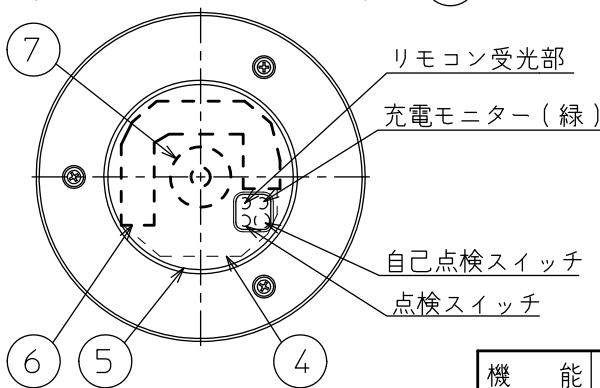 ⑦
リモコン受光部
充電モニター(緑)
自己点検スイッチ
点検スイッチ
⑥ ⑤ ④
機 能